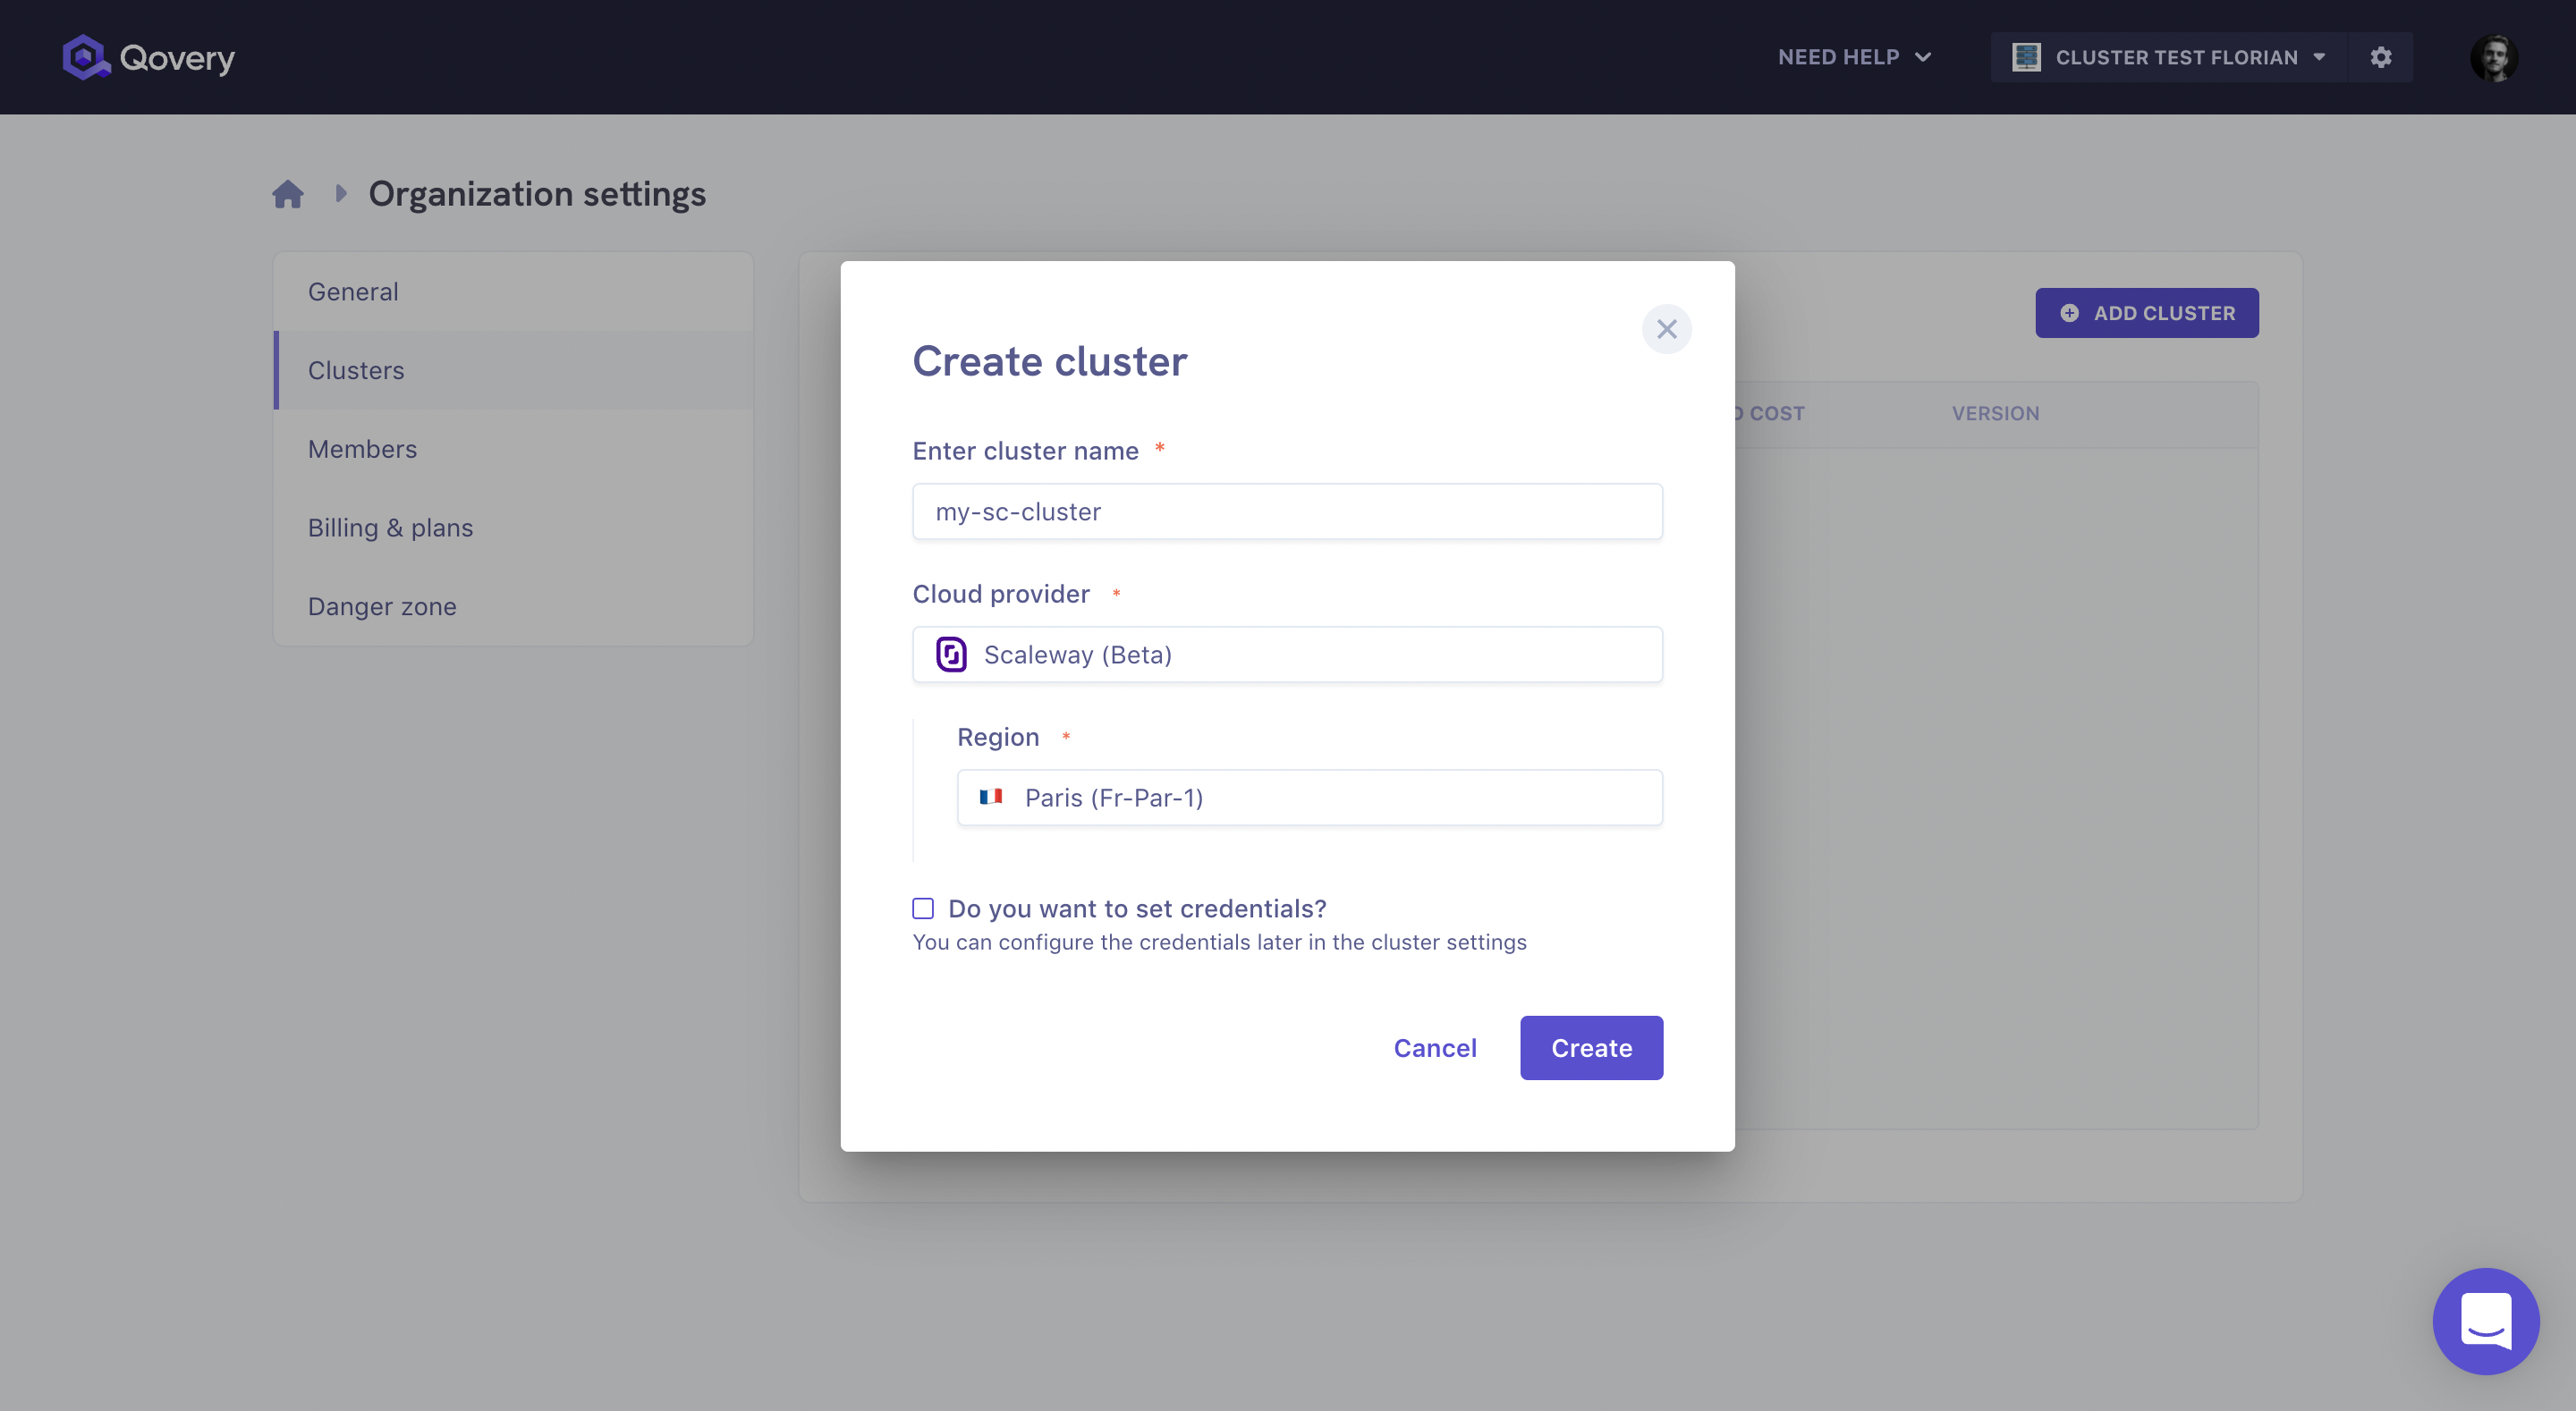 Qovery
NEED HELP
CLUSTER TEST FLORIAN
Organization settings
General
Clusters
Members
Billing & plans
Danger zone
ADD CLUSTER
COST
VERSION
Create cluster
Enter cluster name *
my-sc-cluster
Cloud provider *
Scaleway (Beta)
Region *
Paris (Fr-Par-1)
Do you want to set credentials?
You can configure the credentials later in the cluster settings
Cancel
Create